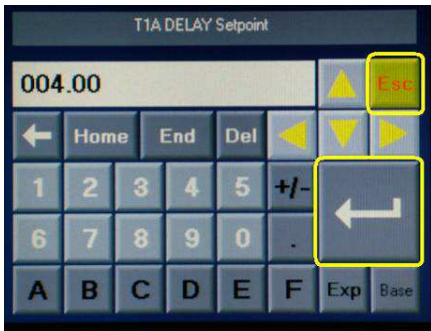 T1A DELAY Setpoint
004.00 Esc
Home End Del
1 2 3 4 5 +/-
6 7 8 9 0 .
A B C D E F Exp Base